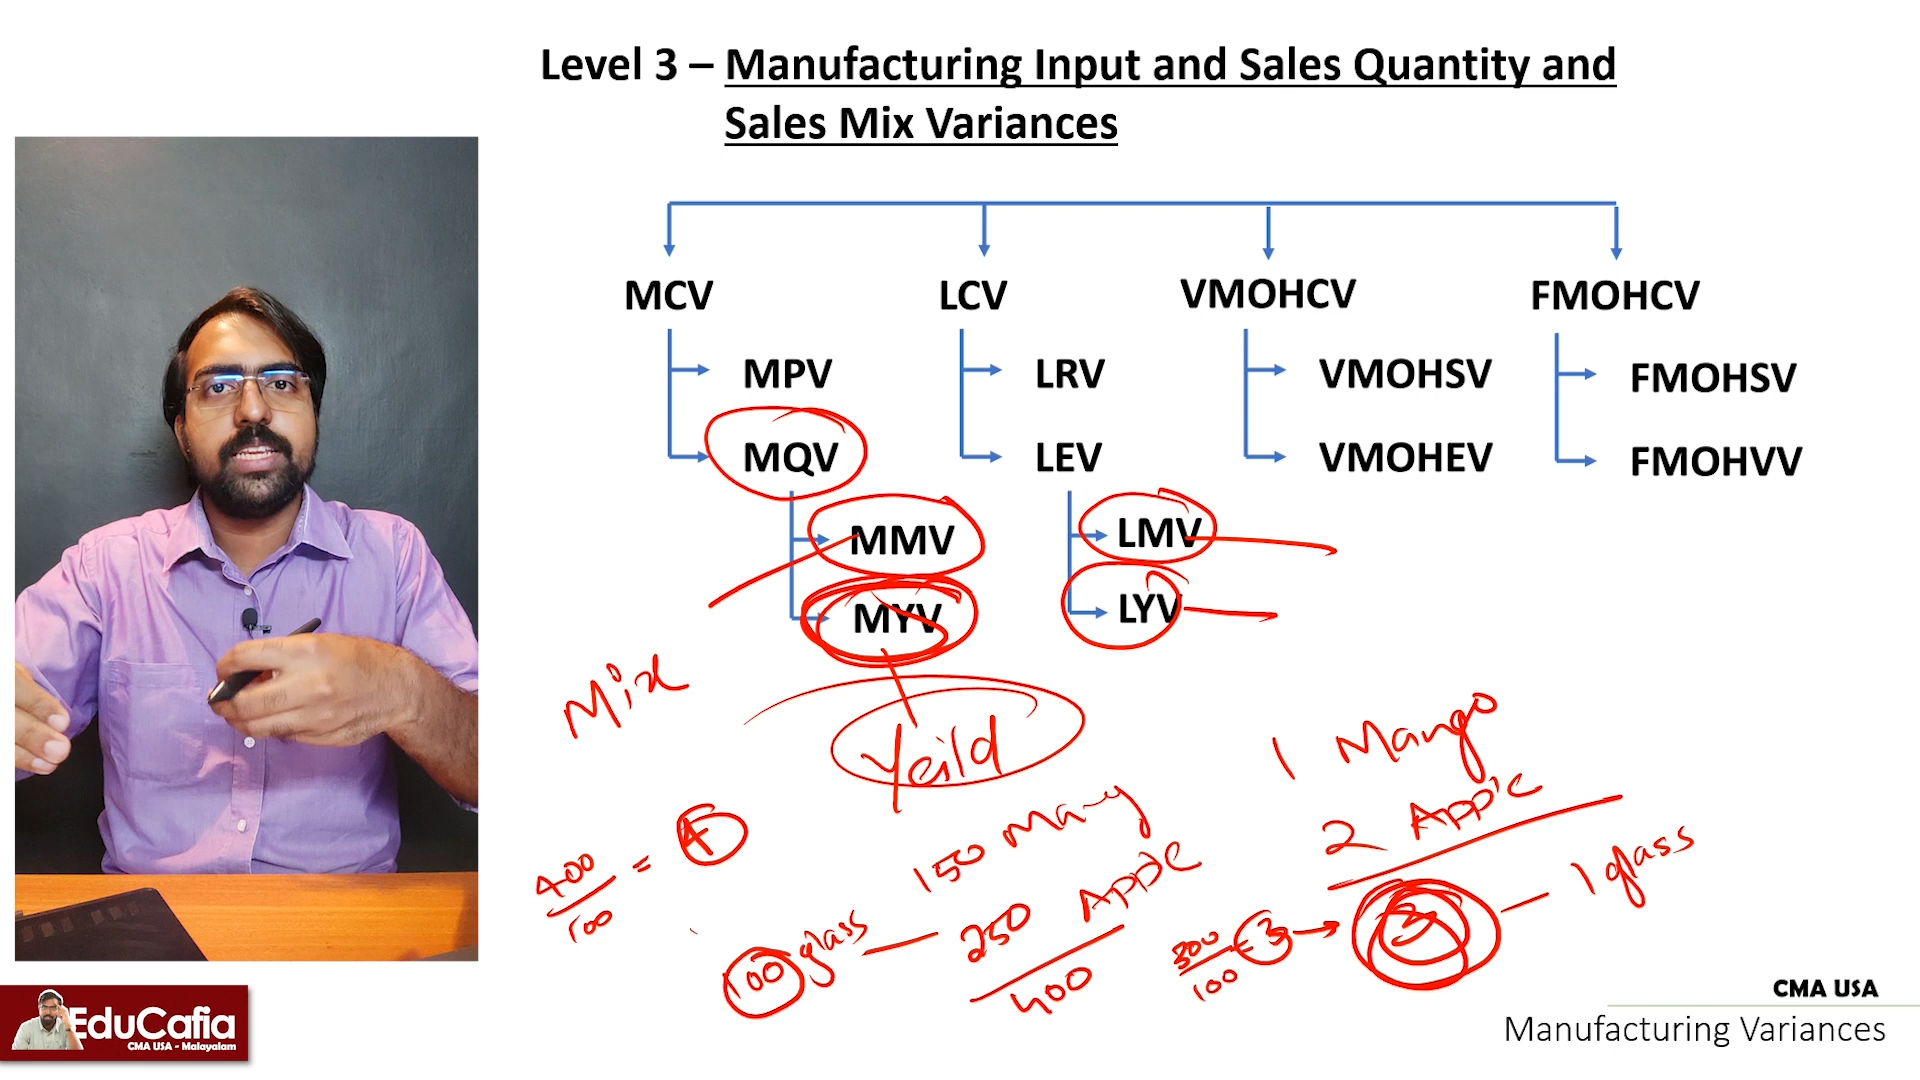 Level 3 – Manufacturing Input and Sales Quantity and
Sales Mix Variances
MCV LCV VMOHCV FMOHCV
MPV LRV VMOHSV FMOHSV
MQV LEV VMOHEV FMOHVV
MMV LMV
MYV LYV
Mix
Yeild
400
100
= 4
100 glass — 150 Mang
250 Apple
400
1 Mango
2 Apple
3 — 1 glass
300
100
= 3 →
EduCafia
CMA USA - Malayalam
CMA USA
Manufacturing Variances